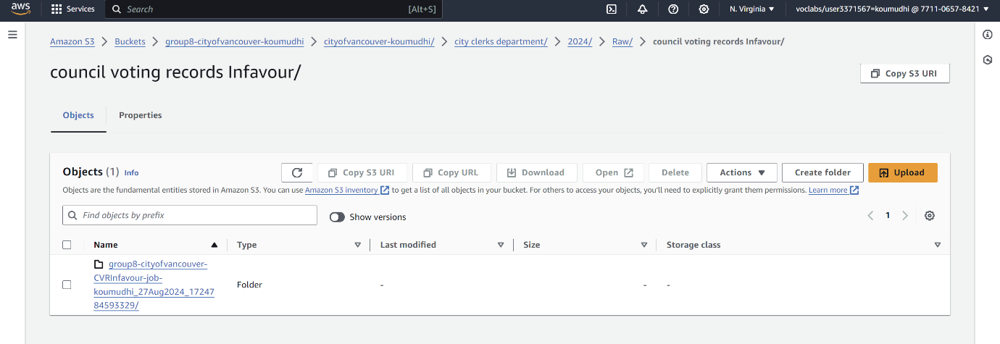 aws Services Search [Alt+S] N. Virginia voclabs/user3371567=koumudhi @ 7711-0657-8421
Amazon S3 > Buckets > group8-cityofvancouver-koumudhi > cityofvancouver-koumudhi/ > city clerks department/ > 2024/ > Raw/ > council voting records Infavour/
council voting records Infavour/
Copy S3 URI
Objects Properties
Objects (1) Info
Copy S3 URI Copy URL Download Open Delete Actions Create folder Upload
Objects are the fundamental entities stored in Amazon S3. You can use Amazon S3 inventory to get a list of all objects in your bucket. For others to access your objects, you'll need to explicitly grant them permissions. Learn more
Find objects by prefix Show versions 1
Name Type Last modified Size Storage class
group8-cityofvancouver-
CVRInfavour-job-
koumudhi_27Aug2024_17247
84593329/
Folder - - -